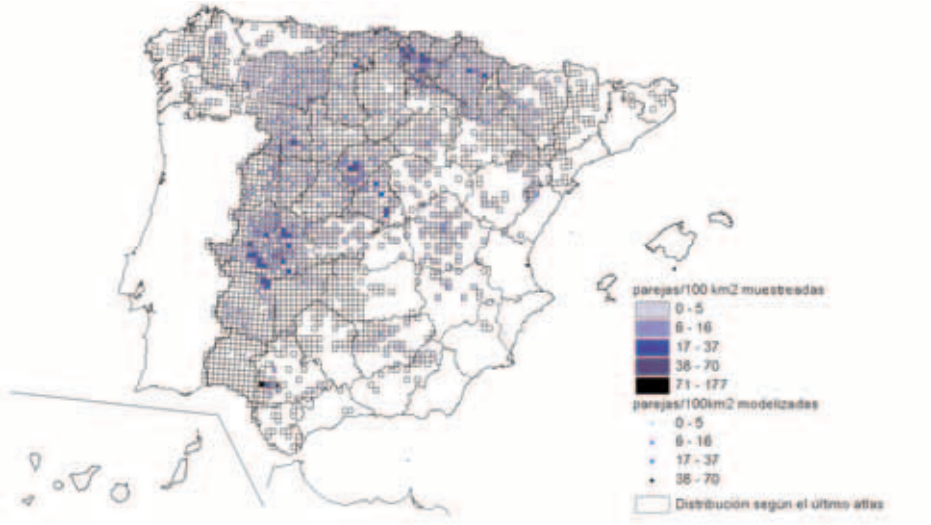 parejas/100 km2 muestreadas
0 - 5
6 - 16
17 - 37
38 - 70
71 - 177
parejas/100km2 modelizadas
0 - 5
6 - 16
17 - 37
38 - 70
Distribución según el último atlas